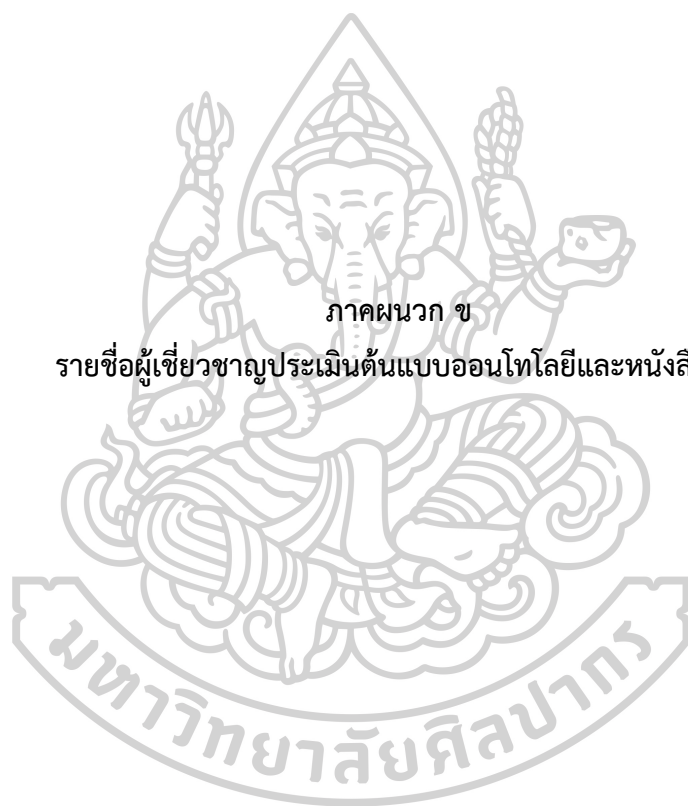 ภาคผนวก ข
รายชื่อผู้เชี่ยวชาญประเมินต้นแบบออนโทโลยีและหนังสื
มหาวิทยาลัยศิลปากร